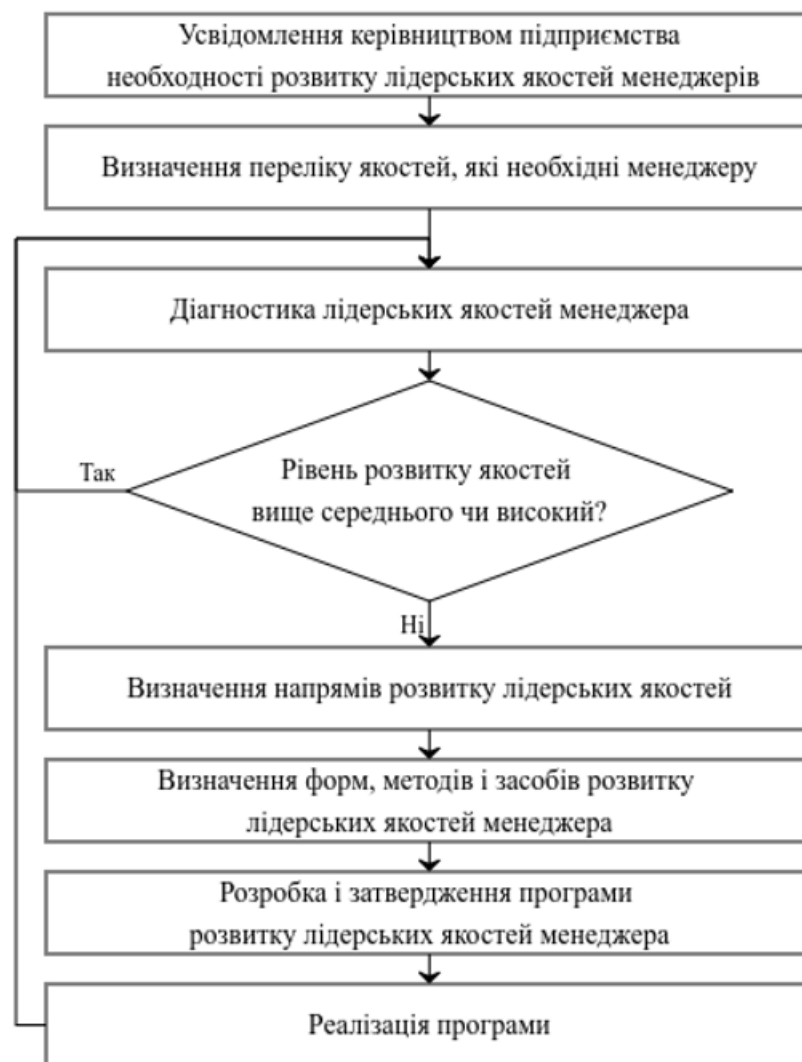 Усвідомлення керівництвом підприємства
необхідності розвитку лідерських якостей менеджерів
Визначення переліку якостей, які необхідні менеджеру
Діагностика лідерських якостей менеджера
Так
Рівень розвитку якостей
вище середнього чи високий?
Ні
Визначення напрямів розвитку лідерських якостей
Визначення форм, методів і засобів розвитку
лідерських якостей менеджера
Розробка і затвердження програми
розвитку лідерських якостей менеджера
Реалізація програми